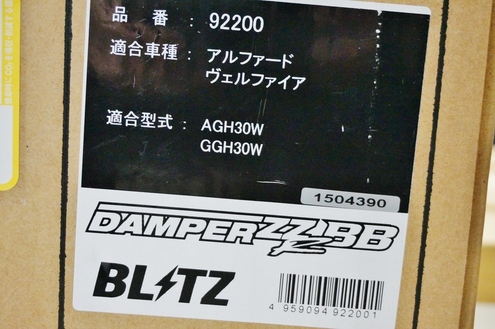 品 番 : 92200
適合車種 : アルファード
ヴェルファイア
適合型式 : AGH30W
GGH30W
1504390
DAMPER ZZ-R BB
BLITZ
4 959094 922001